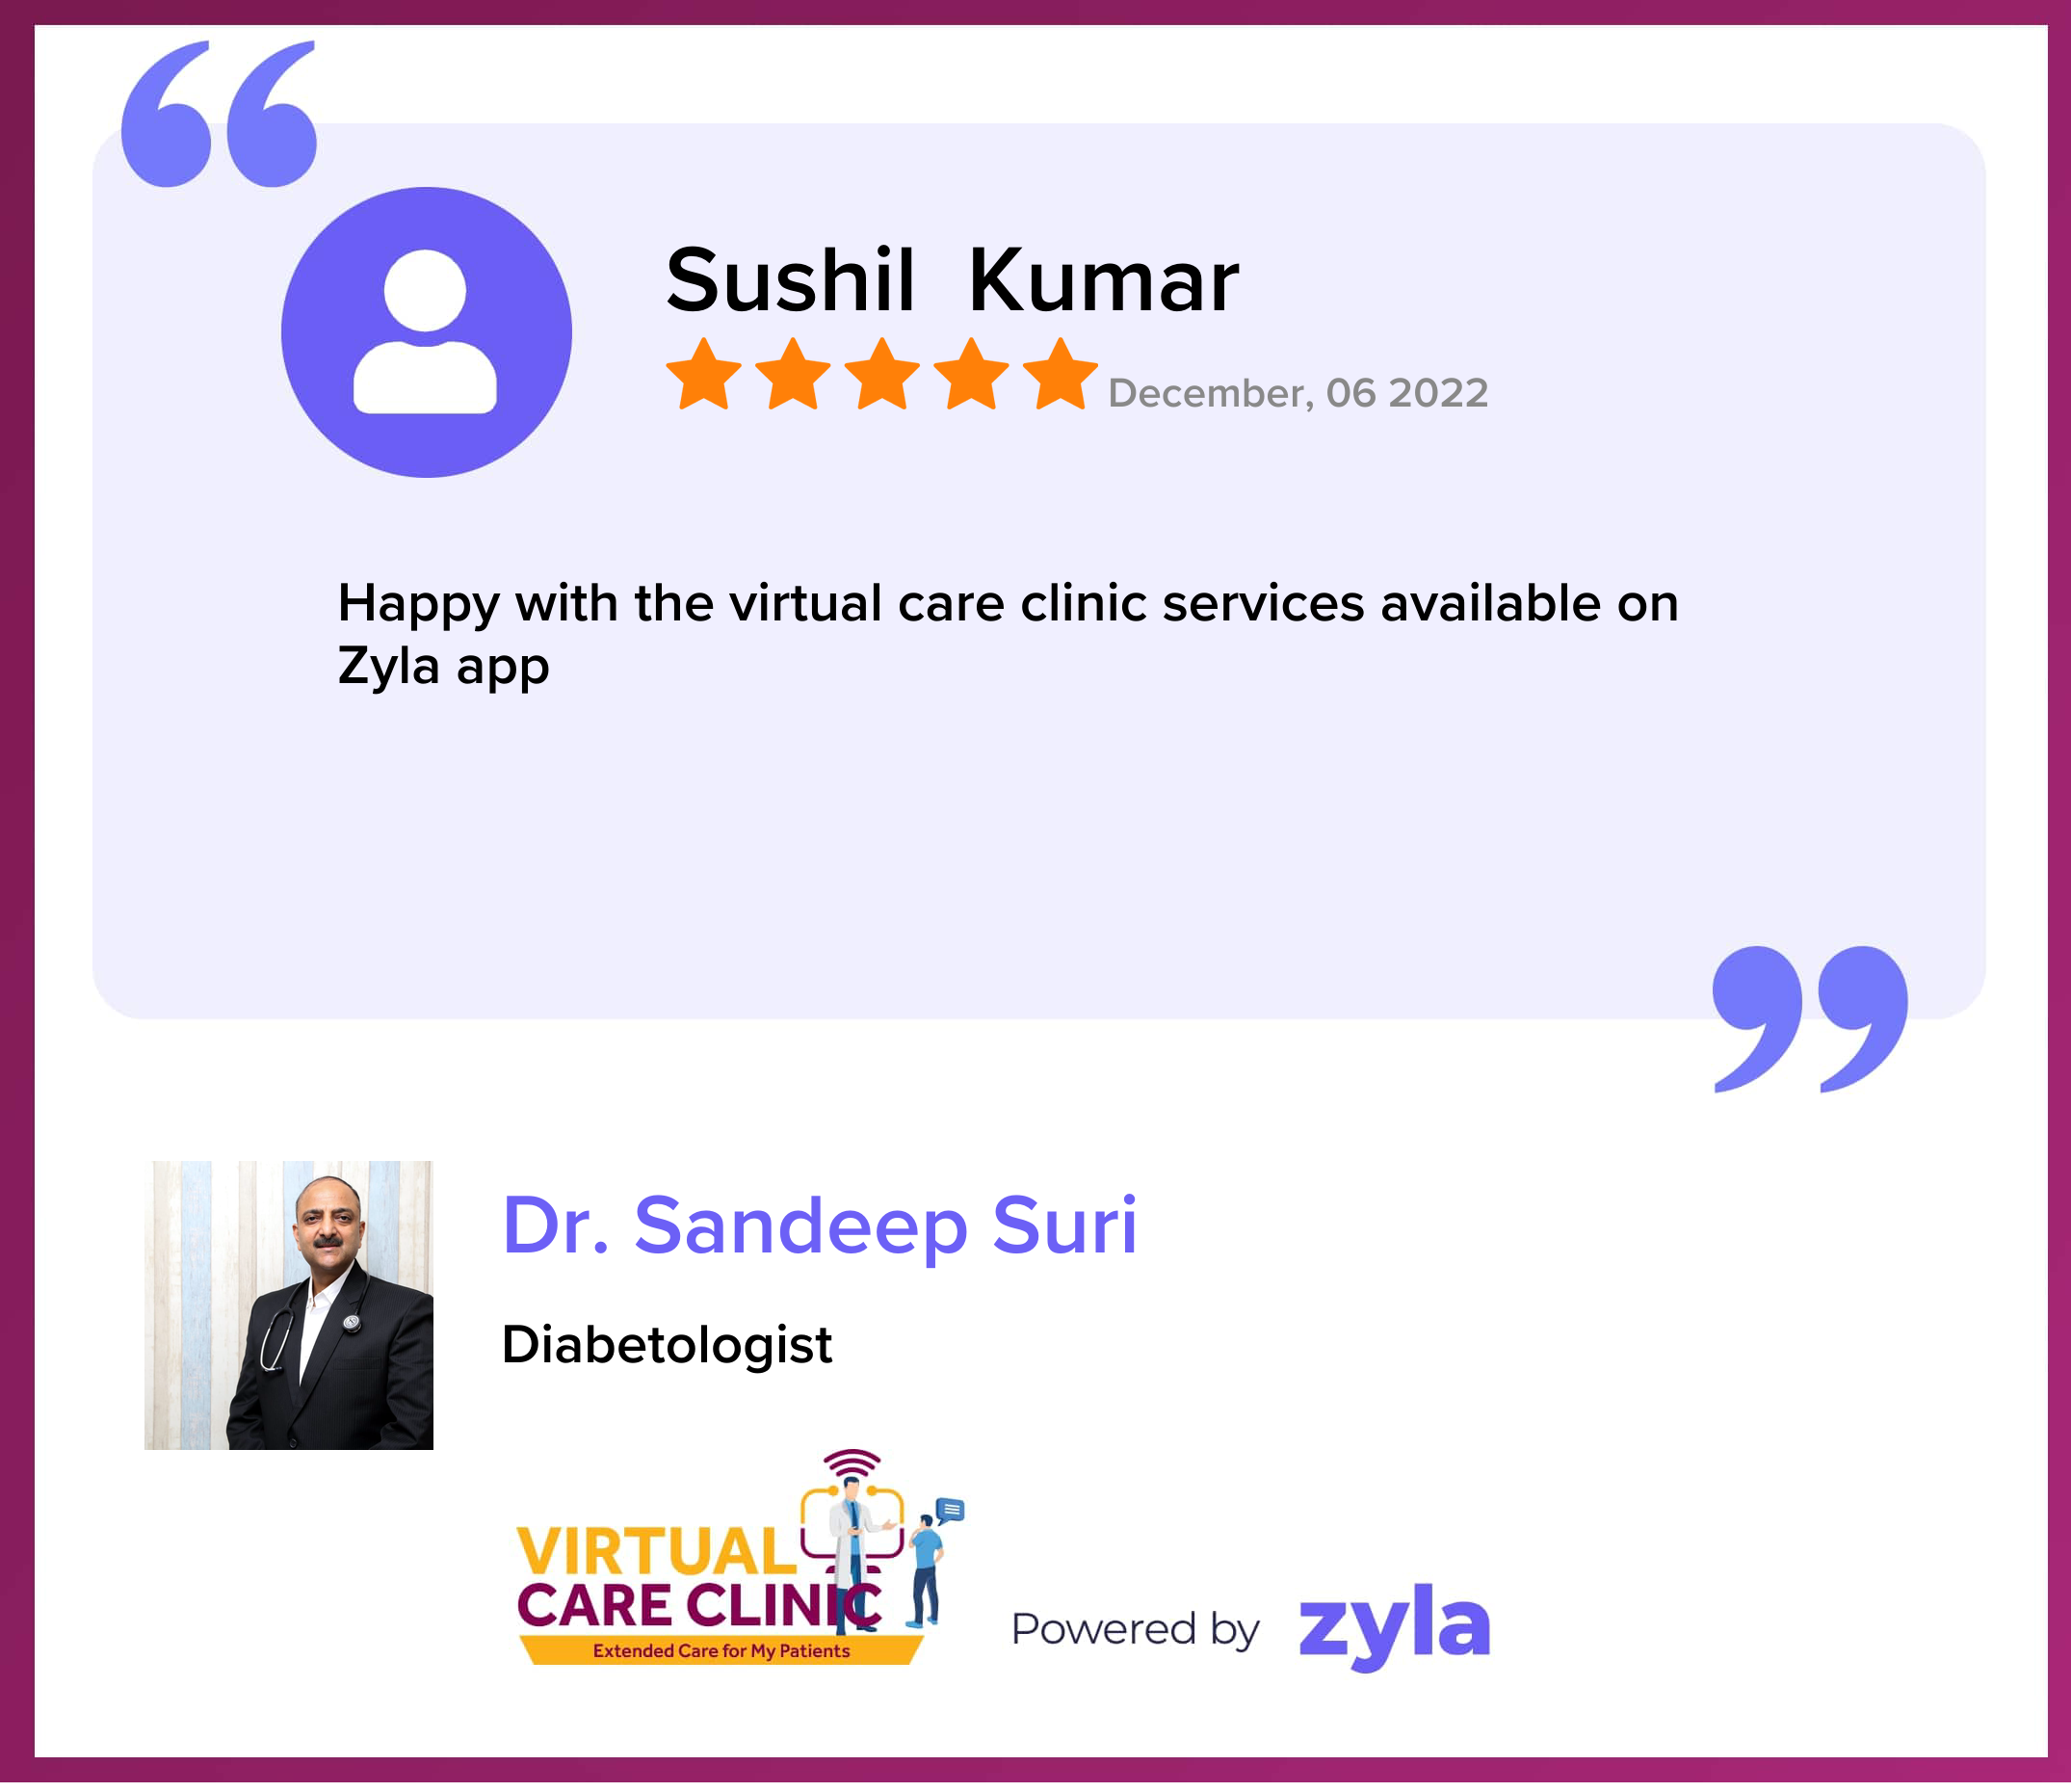 Sushil Kumar
December, 06 2022
Happy with the virtual care clinic services available on
Zyla app
Dr. Sandeep Suri
Diabetologist
VIRTUAL
CARE CLINIC
Extended Care for My Patients
Powered by zyla